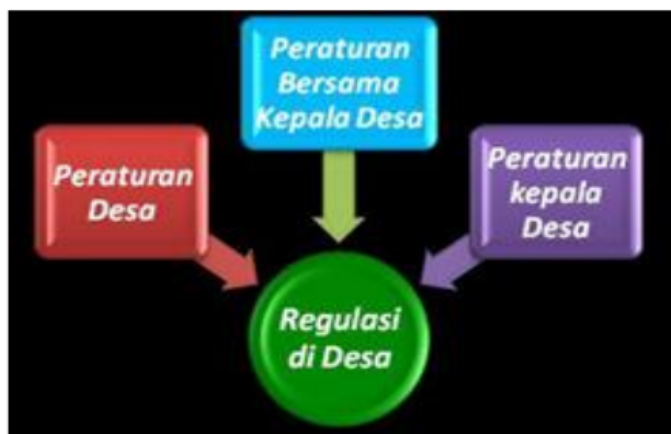 Peraturan
Bersama
Kepala Desa
Peraturan
Desa
Peraturan
kepala
Desa
Regulasi
di Desa